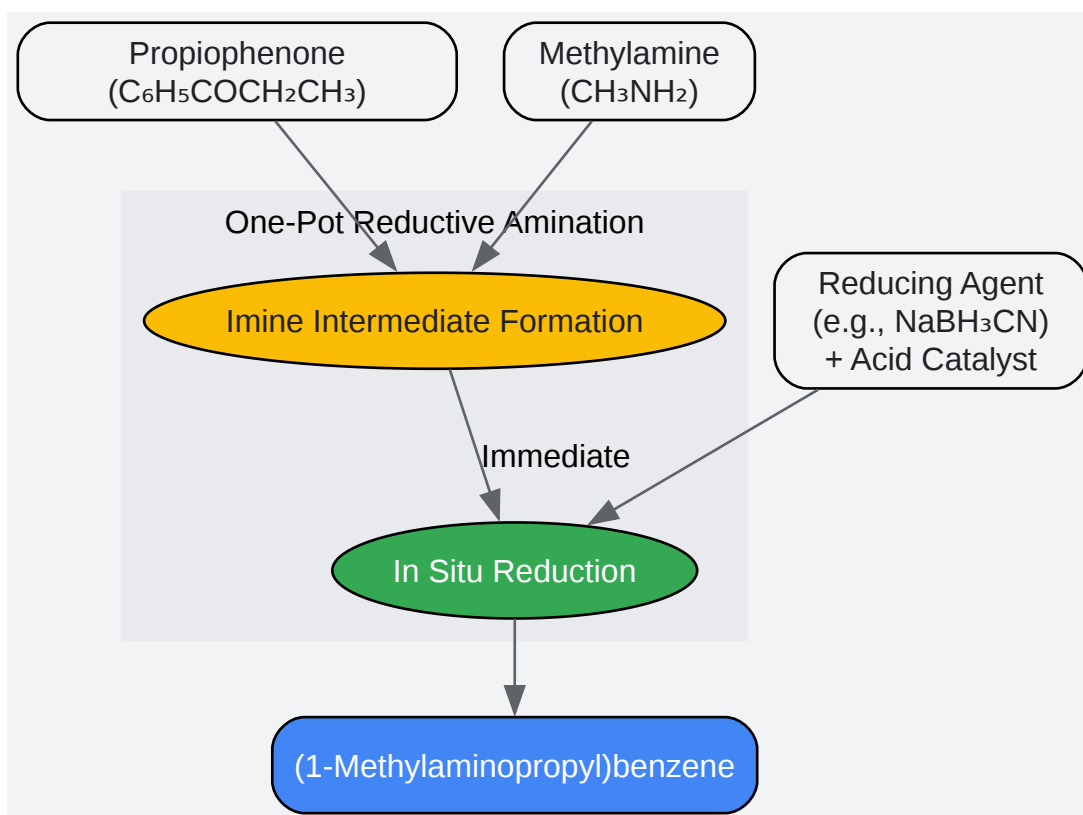 Propiophenone
(C₆H₅COCH₂CH₃)
Methylamine
(CH₃NH₂)
One-Pot Reductive Amination
Imine Intermediate Formation
Reducing Agent
(e.g., NaBH₃CN)
+ Acid Catalyst
Immediate
In Situ Reduction
(1-Methylaminopropyl)benzene